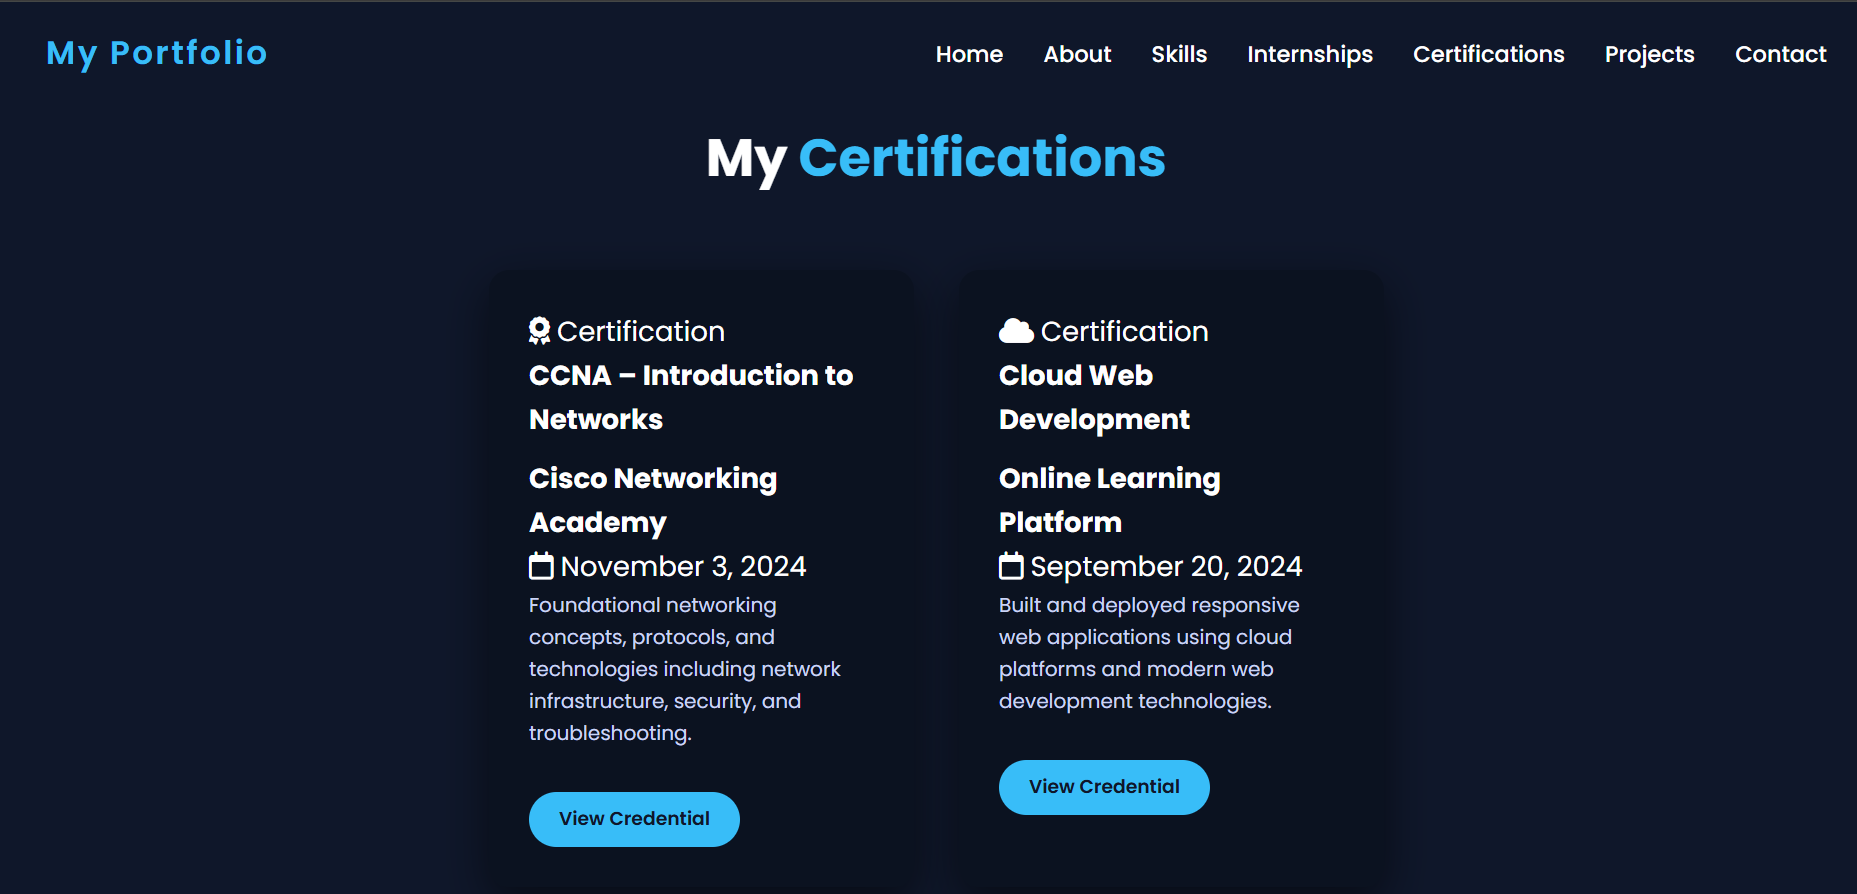 My Portfolio
Home About Skills Internships Certifications Projects Contact
My Certifications
Certification
CCNA – Introduction to
Networks
Cisco Networking
Academy
November 3, 2024
Foundational networking
concepts, protocols, and
technologies including network
infrastructure, security, and
troubleshooting.
View Credential
Certification
Cloud Web
Development
Online Learning
Platform
September 20, 2024
Built and deployed responsive
web applications using cloud
platforms and modern web
development technologies.
View Credential